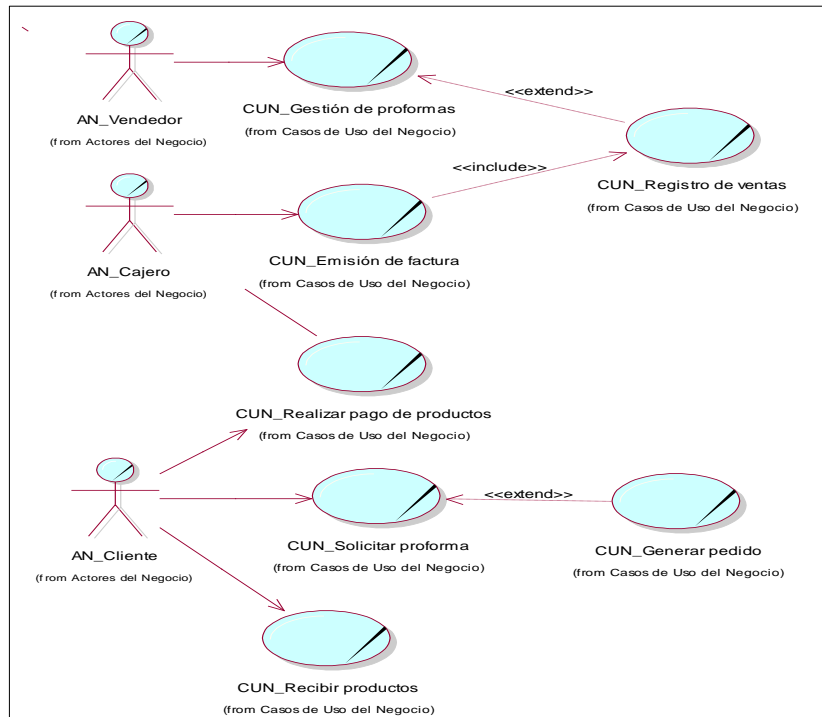 AN_Vendedor
(from Actores del Negocio)
CUN_Gestión de proformas
(from Casos de Uso del Negocio)
<<extend>>
CUN_Registro de ventas
(from Casos de Uso del Negocio)
<<include>>
AN_Cajero
(from Actores del Negocio)
CUN_Emisión de factura
(from Casos de Uso del Negocio)
CUN_Realizar pago de productos
(from Casos de Uso del Negocio)
AN_Cliente
(from Actores del Negocio)
CUN_Solicitar proforma
(from Casos de Uso del Negocio)
<<extend>>
CUN_Generar pedido
(from Casos de Uso del Negocio)
CUN_Recibir productos
(from Casos de Uso del Negocio)